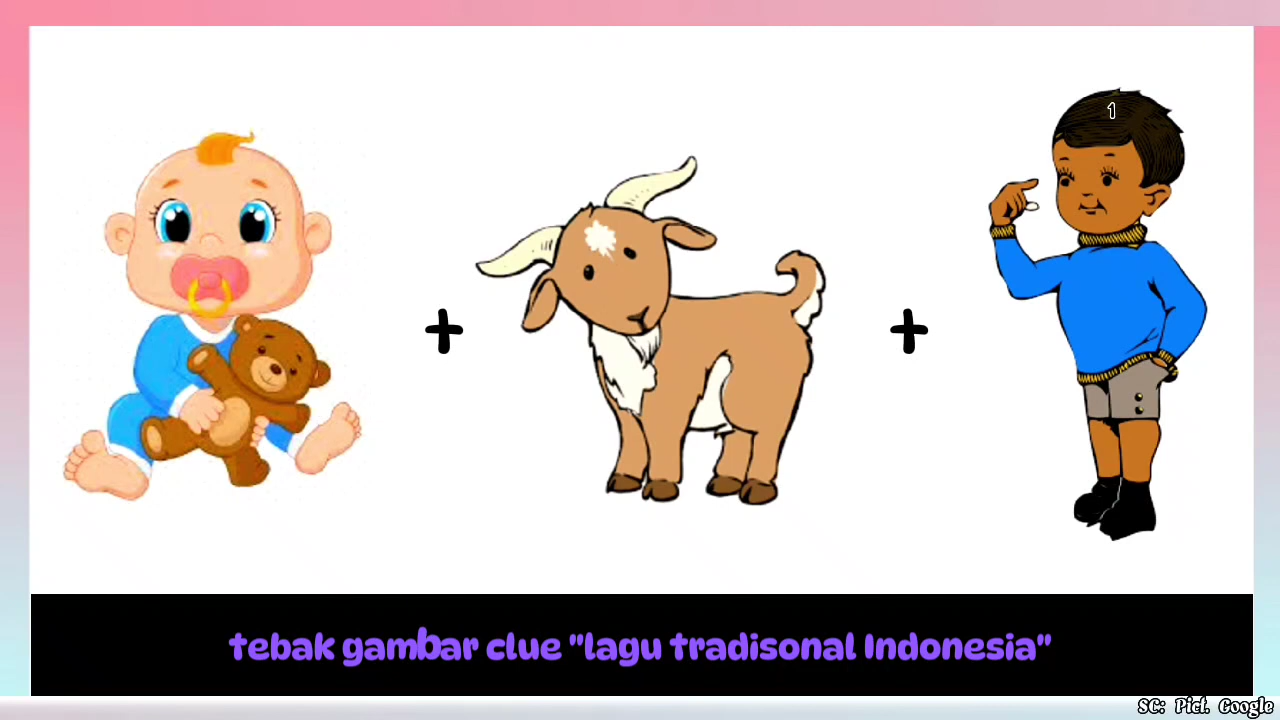 1
+ +
tebak gambar clue "lagu tradisonal Indonesia"
SC: Pict. Google